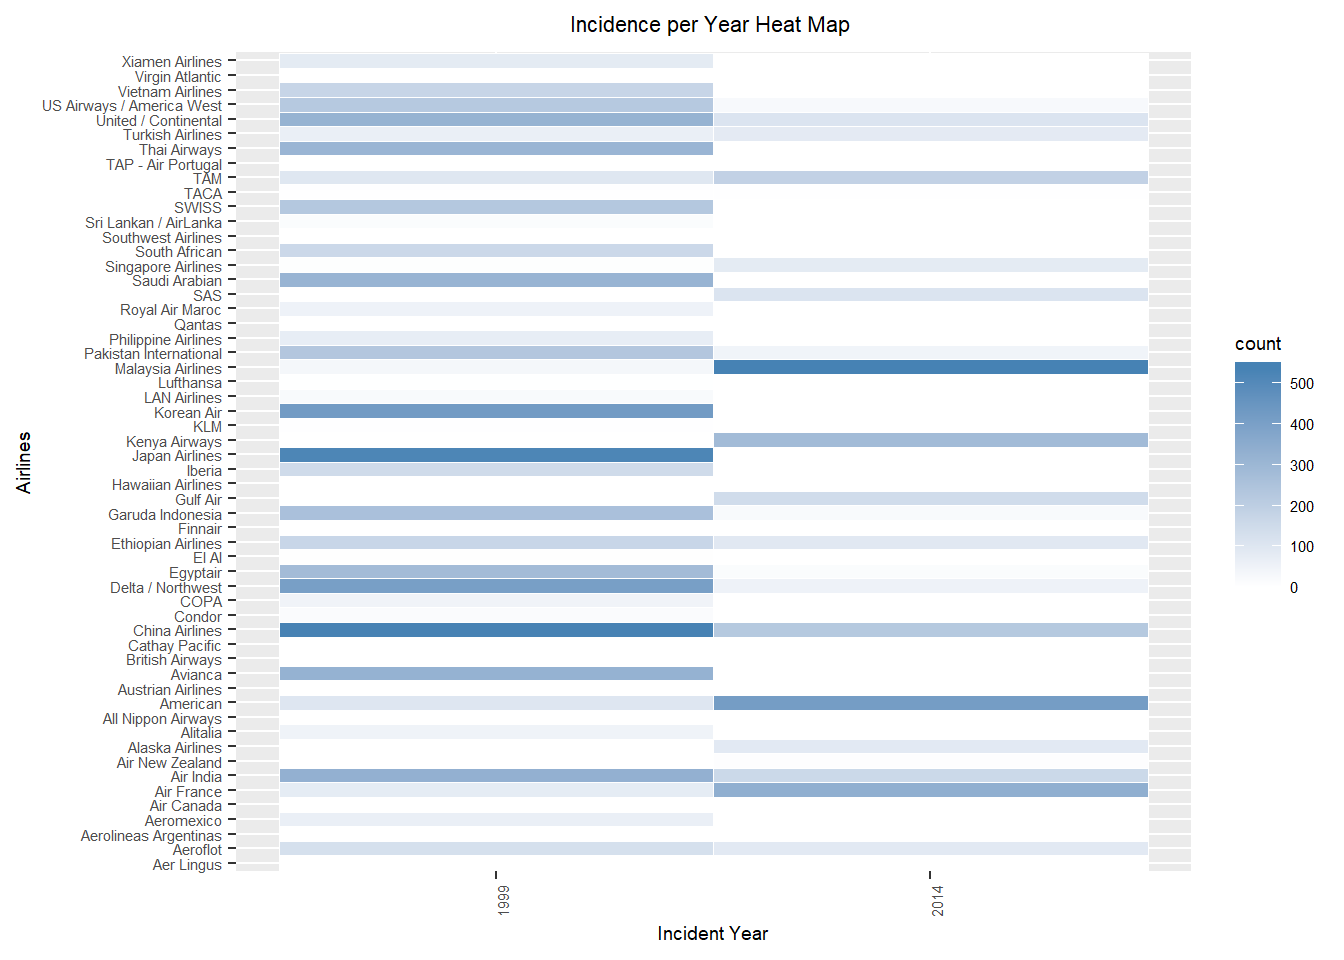 Incidence per Year Heat Map
Xiamen Airlines
Virgin Atlantic
Vietnam Airlines
US Airways / America West
United / Continental
Turkish Airlines
Thai Airways
TAP - Air Portugal
TAM
TACA
SWISS
Sri Lankan / AirLanka
Southwest Airlines
South African
Singapore Airlines
Saudi Arabian
SAS
Royal Air Maroc
Qantas
Philippine Airlines
Pakistan International
Malaysia Airlines
Lufthansa
LAN Airlines
Korean Air
KLM
Kenya Airways
Japan Airlines
Iberia
Hawaiian Airlines
Gulf Air
Garuda Indonesia
Finnair
Ethiopian Airlines
El Al
Egyptair
Delta / Northwest
COPA
Condor
China Airlines
Cathay Pacific
British Airways
Avianca
Austrian Airlines
American
All Nippon Airways
Alitalia
Alaska Airlines
Air New Zealand
Air India
Air France
Air Canada
Aeromexico
Aerolineas Argentinas
Aeroflot
Aer Lingus
Airlines
1999
2014
Incident Year
count
500
400
300
200
100
0